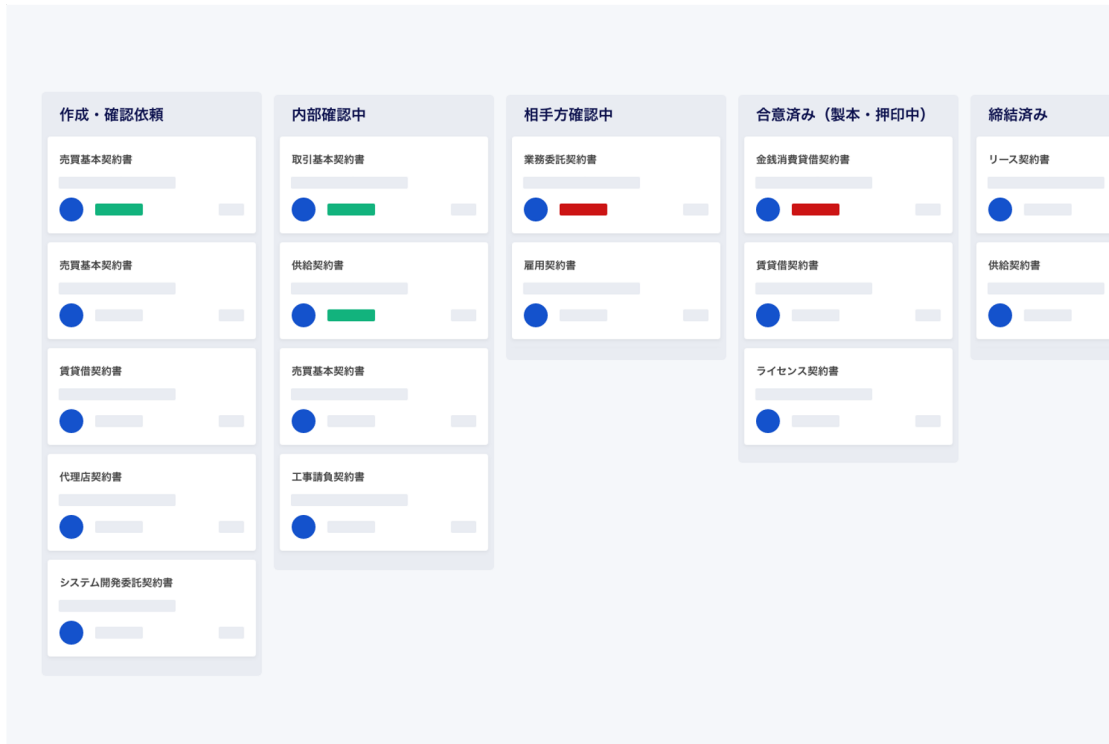 作成・確認依頼
売買基本契約書
売買基本契約書
賃貸借契約書
代理店契約書
システム開発委託契約書
内部確認中
取引基本契約書
供給契約書
売買基本契約書
工事請負契約書
相手方確認中
業務委託契約書
雇用契約書
合意済み（製本・押印中）
金銭消費貸借契約書
賃貸借契約書
ライセンス契約書
締結済み
リース契約書
供給契約書